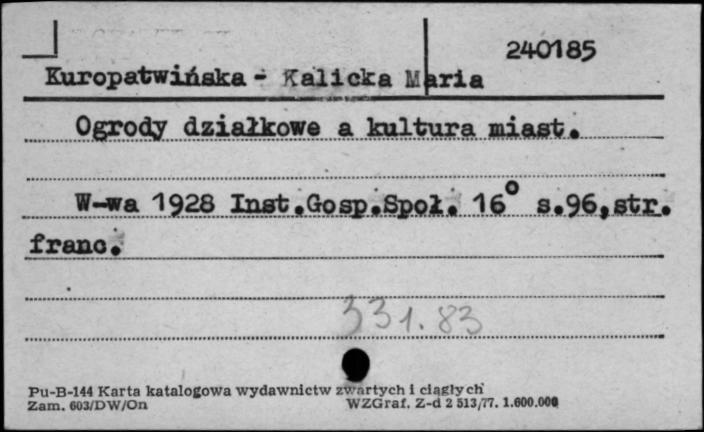 240185
Kuropatwińska - Kalicka Maria
Ogrody działkowe a kultura miast.
W-wa 1928 Inst.Gosp.Społ. 16° s.96,str.
franc.
331.83
Pu-B-144 Karta katalogowa wydawnictw zwartych i ciągłych
Zam. 603/DW/On WZGraf. Z-d 2 513/77. 1.600.000